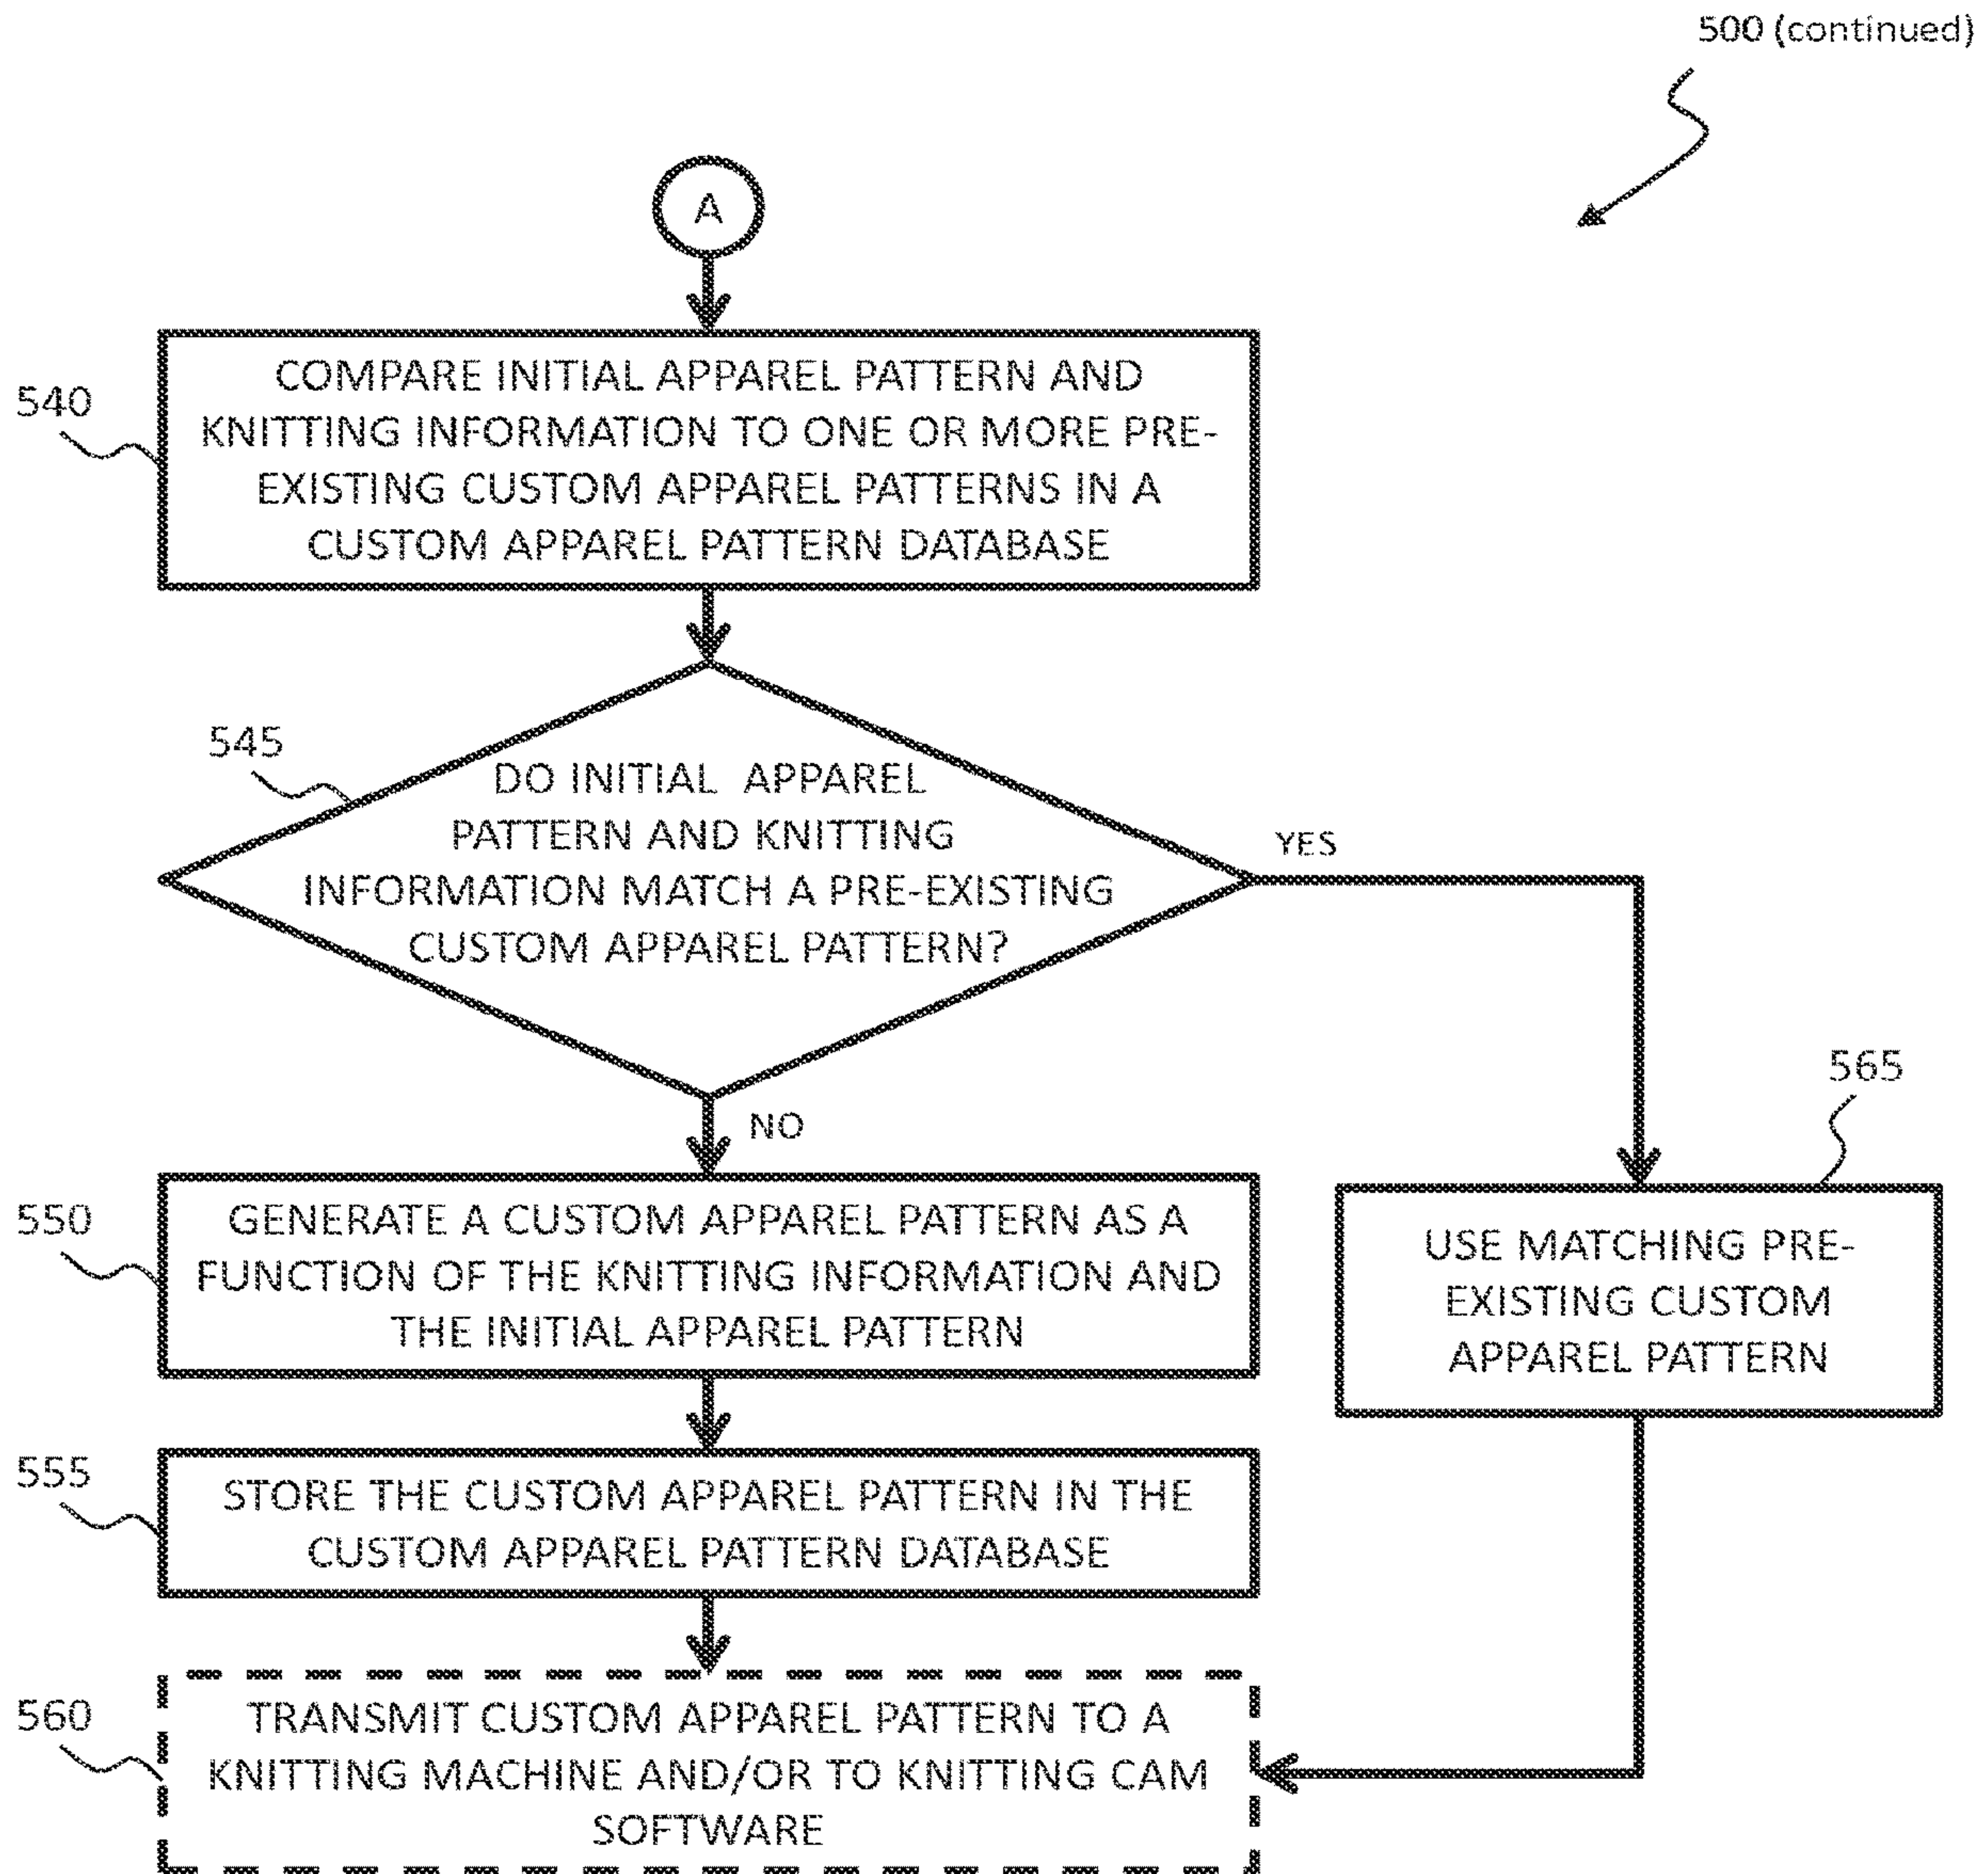 500 (continued)
A
540
COMPARE INITIAL APPAREL PATTERN AND
KNITTING INFORMATION TO ONE OR MORE PRE-
EXISTING CUSTOM APPAREL PATTERNS IN A
CUSTOM APPAREL PATTERN DATABASE
545
DO INITIAL APPAREL
PATTERN AND KNITTING
INFORMATION MATCH A PRE-EXISTING
CUSTOM APPAREL PATTERN?
YES
NO
565
550
GENERATE A CUSTOM APPAREL PATTERN AS A
FUNCTION OF THE KNITTING INFORMATION AND
THE INITIAL APPAREL PATTERN
USE MATCHING PRE-
EXISTING CUSTOM
APPAREL PATTERN
555
STORE THE CUSTOM APPAREL PATTERN IN THE
CUSTOM APPAREL PATTERN DATABASE
560
TRANSMIT CUSTOM APPAREL PATTERN TO A
KNITTING MACHINE AND/OR TO KNITTING CAM
SOFTWARE